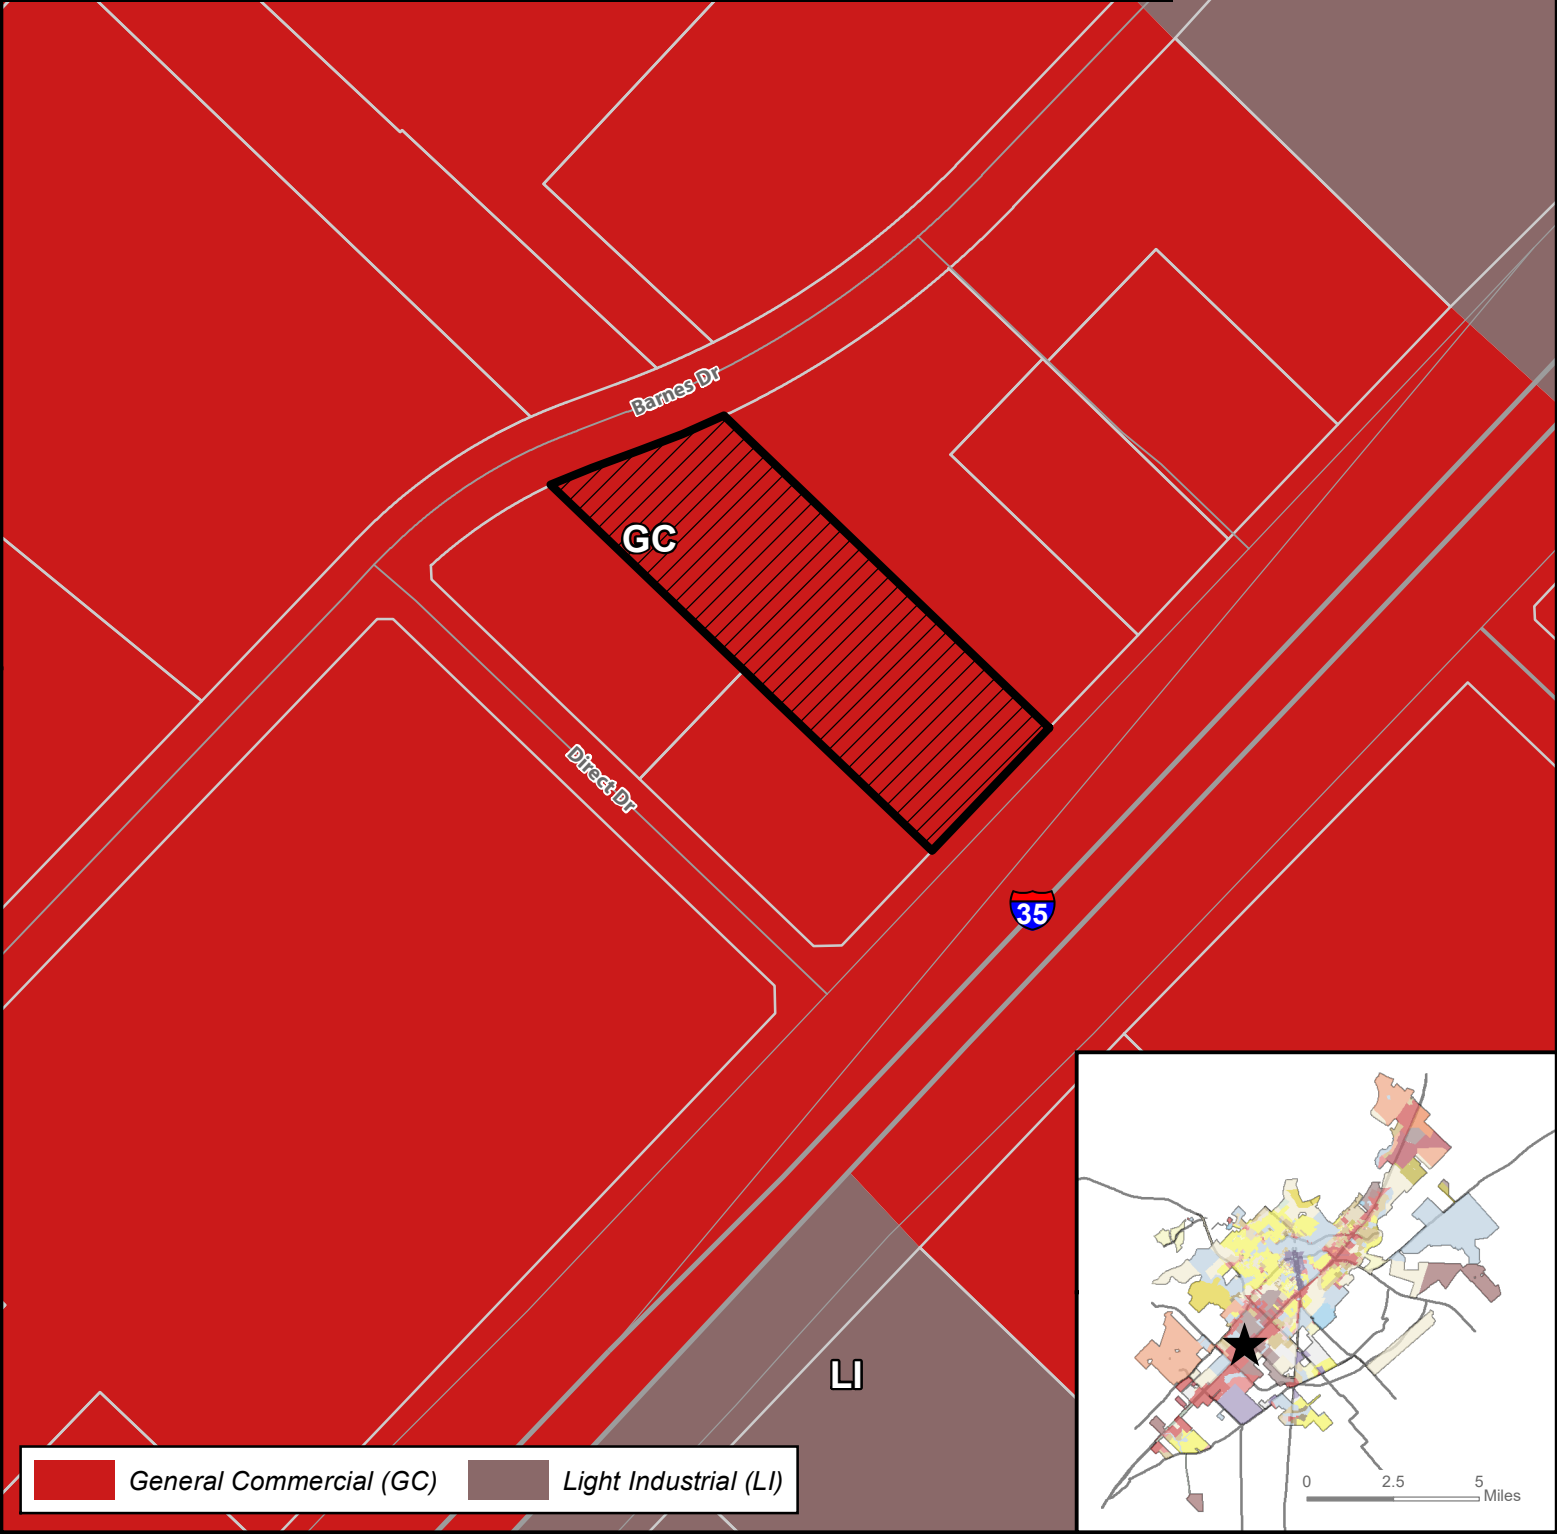 Barnes Dr
GC
Direct Dr
35
LI
General Commercial (GC)
Light Industrial (LI)
0 2.5 5
Miles